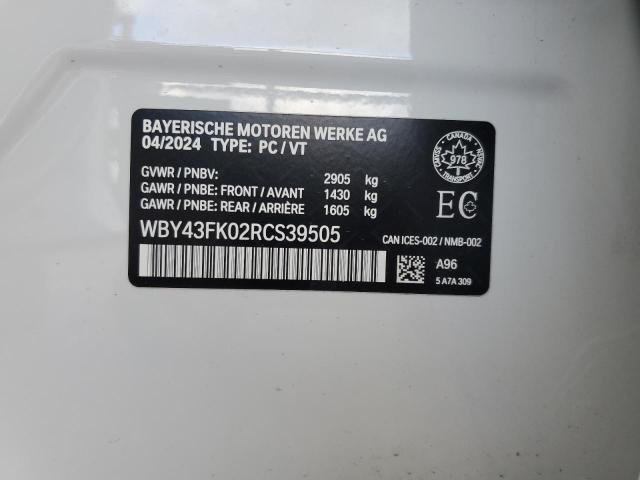 BAYERISCHE MOTOREN WERKE AG
04/2024 TYPE: PC/VT
GVWR / PNBV: 2905 kg
GAWR / PNBE: FRONT / AVANT 1430 kg
GAWR / PNBE: REAR / ARRIÈRE 1605 kg
WBY43FK02RCS39505
CANADA
978
TRANSPORT
EC
CAN ICES-002 / NMB-002
A96
5 A7A 309